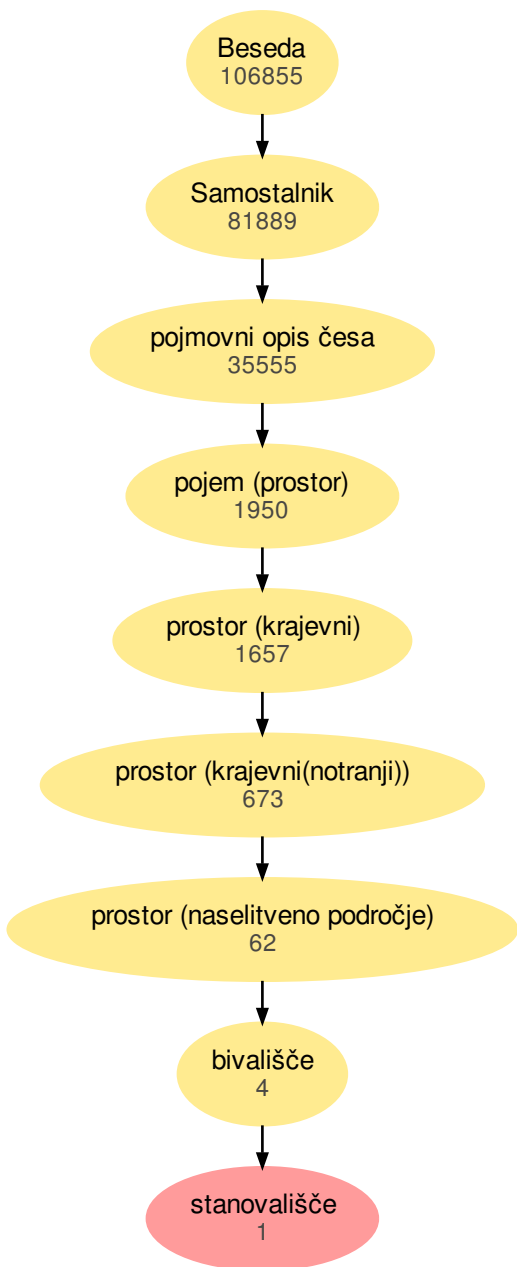 Beseda
106855
Samostalnik
81889
pojmovni opis česa
35555
pojem (prostor)
1950
prostor (krajevni)
1657
prostor (krajevni(notranji))
673
prostor (naselitveno področje)
62
bivališče
4
stanovališče
1